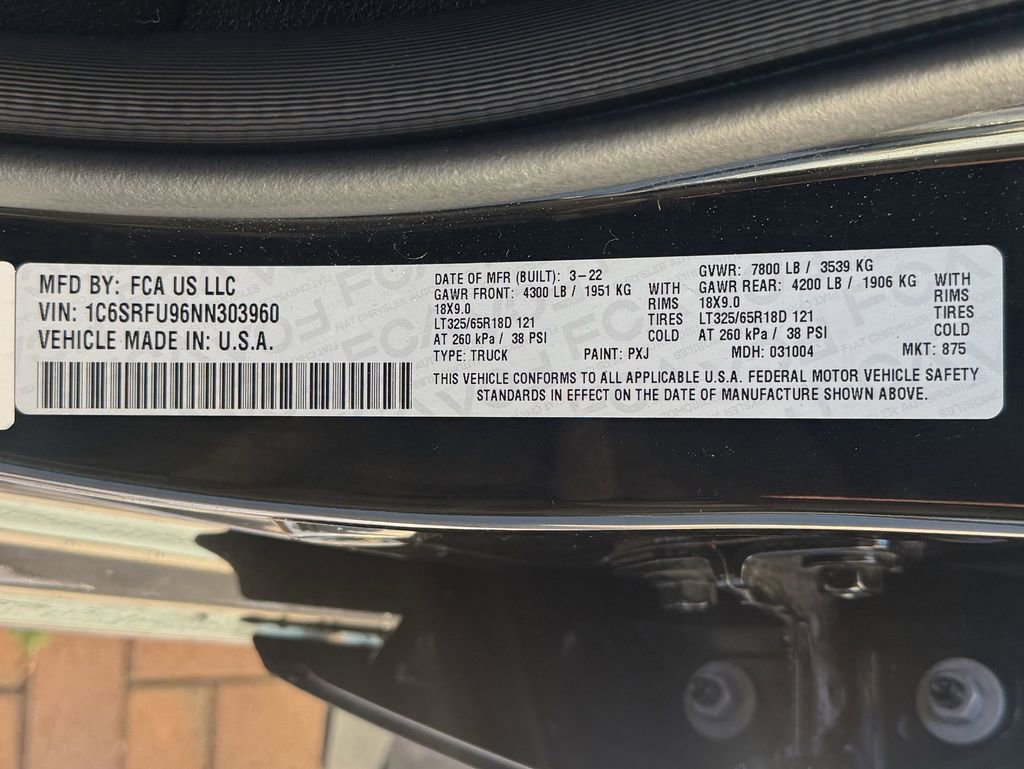 MFD BY: FCA US LLC
VIN: 1C6SRFU96NN303960
VEHICLE MADE IN: U.S.A.
DATE OF MFR (BUILT): 3-22
GAWR FRONT: 4300 LB / 1951 KG WITH
18X9.0 RIMS
LT325/65R18D 121 TIRES
AT 260 kPa / 38 PSI COLD
GVWR: 7800 LB / 3539 KG
GAWR REAR: 4200 LB / 1906 KG WITH
18X9.0 RIMS
LT325/65R18D 121 TIRES
AT 260 kPa / 38 PSI COLD
TYPE: TRUCK PAINT: PXJ MDH: 031004 MKT: 875
THIS VEHICLE CONFORMS TO ALL APPLICABLE U.S.A. FEDERAL MOTOR VEHICLE SAFETY
STANDARDS IN EFFECT ON THE DATE OF MANUFACTURE SHOWN ABOVE.